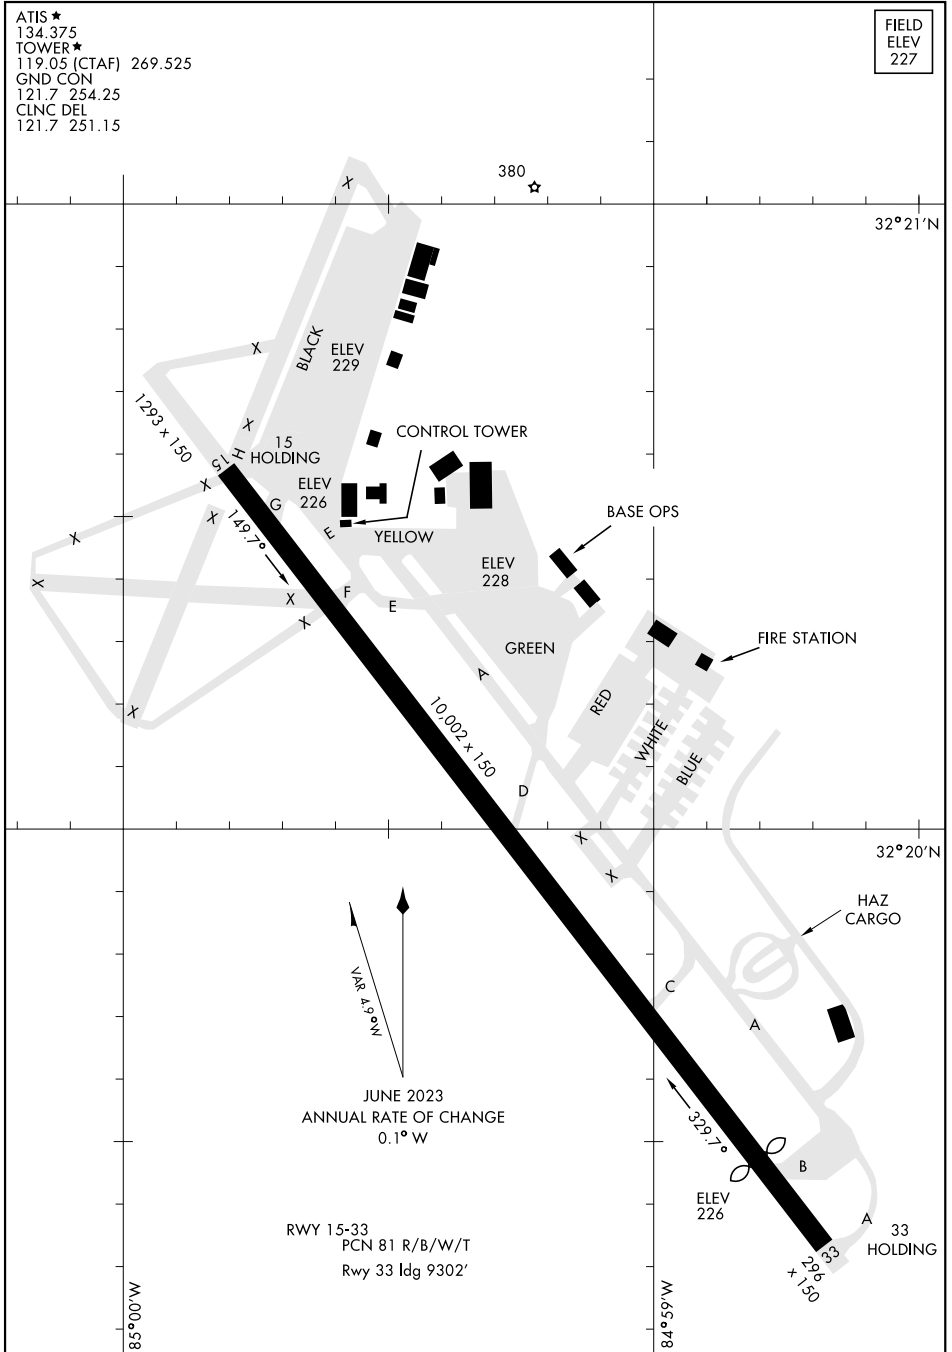 ATIS ★
134.375
TOWER ★
119.05 (CTAF) 269.525
GND CON
121.7 254.25
CLNC DEL
121.7 251.15
FIELD
ELEV
227
380
32°21'N
X
BLACK
ELEV
229
X
1293 x 150
X
15
HOLDING
H
15
CONTROL TOWER
X
ELEV
226
G
X
149.7°
E
YELLOW
BASE OPS
X
ELEV
228
X
X
F
E
X
GREEN
FIRE STATION
A
RED
WHITE
BLUE
X
10,002 x 150
D
X
32°20'N
X
HAZ
CARGO
VAR 4.9°W
C
A
JUNE 2023
ANNUAL RATE OF CHANGE
0.1° W
329.7°
B
ELEV
226
A
33
HOLDING
RWY 15-33
PCN 81 R/B/W/T
Rwy 33 ldg 9302'
33
296
x 150
85°00'W
84°59'W